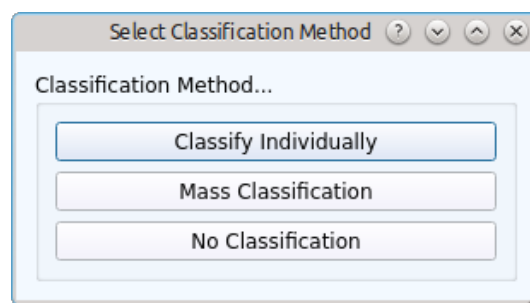 Select Classification Method
Classification Method...
Classify Individually
Mass Classification
No Classification